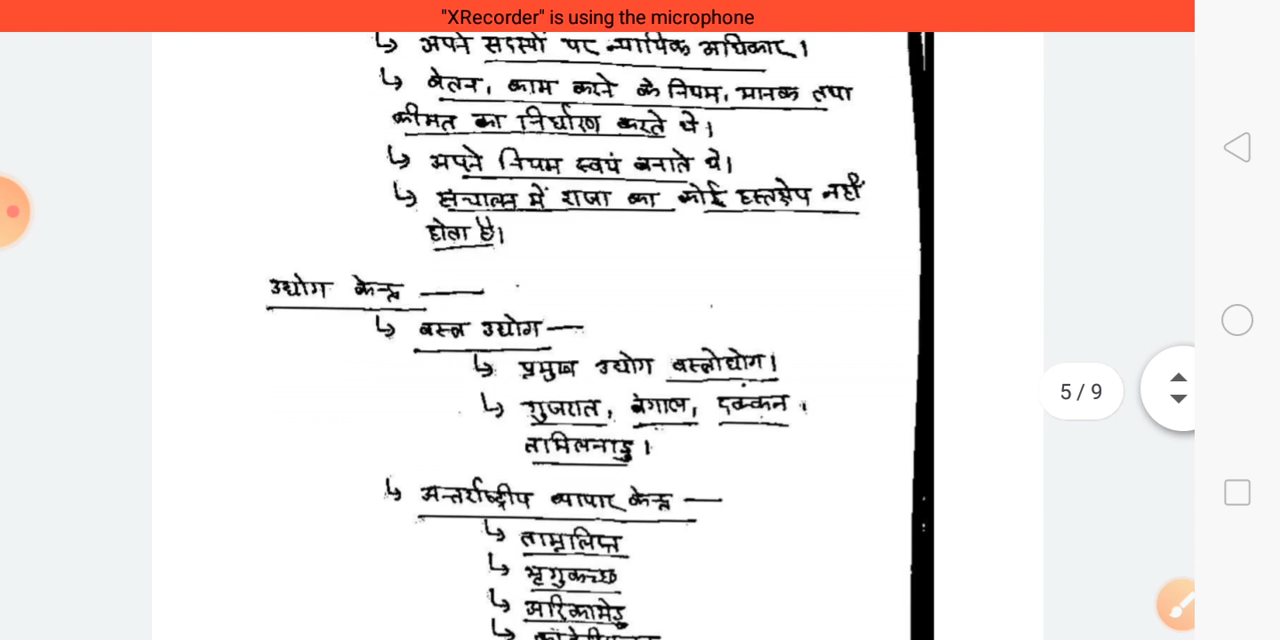 "XRecorder" is using the microphone
↳ अपने सदस्यों पर न्यायिक अधिकार।
↳ वेतन, काम करने के नियम, मानक तथा
कीमत का निर्धारण करते थे।
↳ अपने नियम स्वयं बनाते थे।
↳ संचालन में राजा का कोई हस्तक्षेप नहीं
होता है।
उद्योग केन्द्र —
↳ वस्त्र उद्योग —
↳ प्रमुख उद्योग वस्त्रोद्योग।
↳ गुजरात, बंगाल, दक्कन,
तामिलनाडु।
5 / 9
↳ अन्तर्राष्ट्रीय व्यापार केन्द्र —
↳ ताम्रलिप्त
↳ भृगुकच्छ
↳ अरिकामेडु